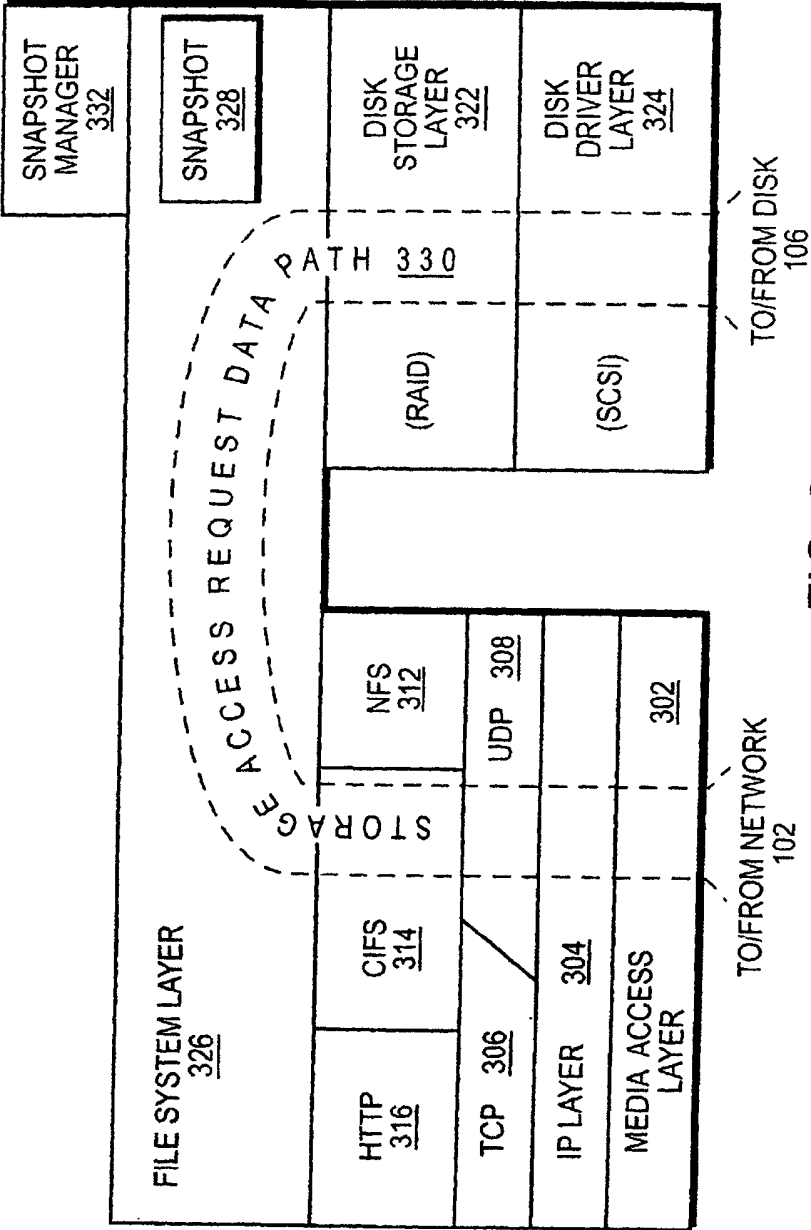 SNAPSHOT
MANAGER
332
FILE SYSTEM LAYER
326
SNAPSHOT
328
STORAGE ACCESS REQUEST DATA PATH 330
HTTP
316
CIFS
314
NFS
312
TCP 306
UDP 308
IP LAYER 304
MEDIA ACCESS
LAYER
302
TO/FROM NETWORK
102
(RAID)
DISK
STORAGE
LAYER
322
(SCSI)
DISK
DRIVER
LAYER
324
TO/FROM DISK
106